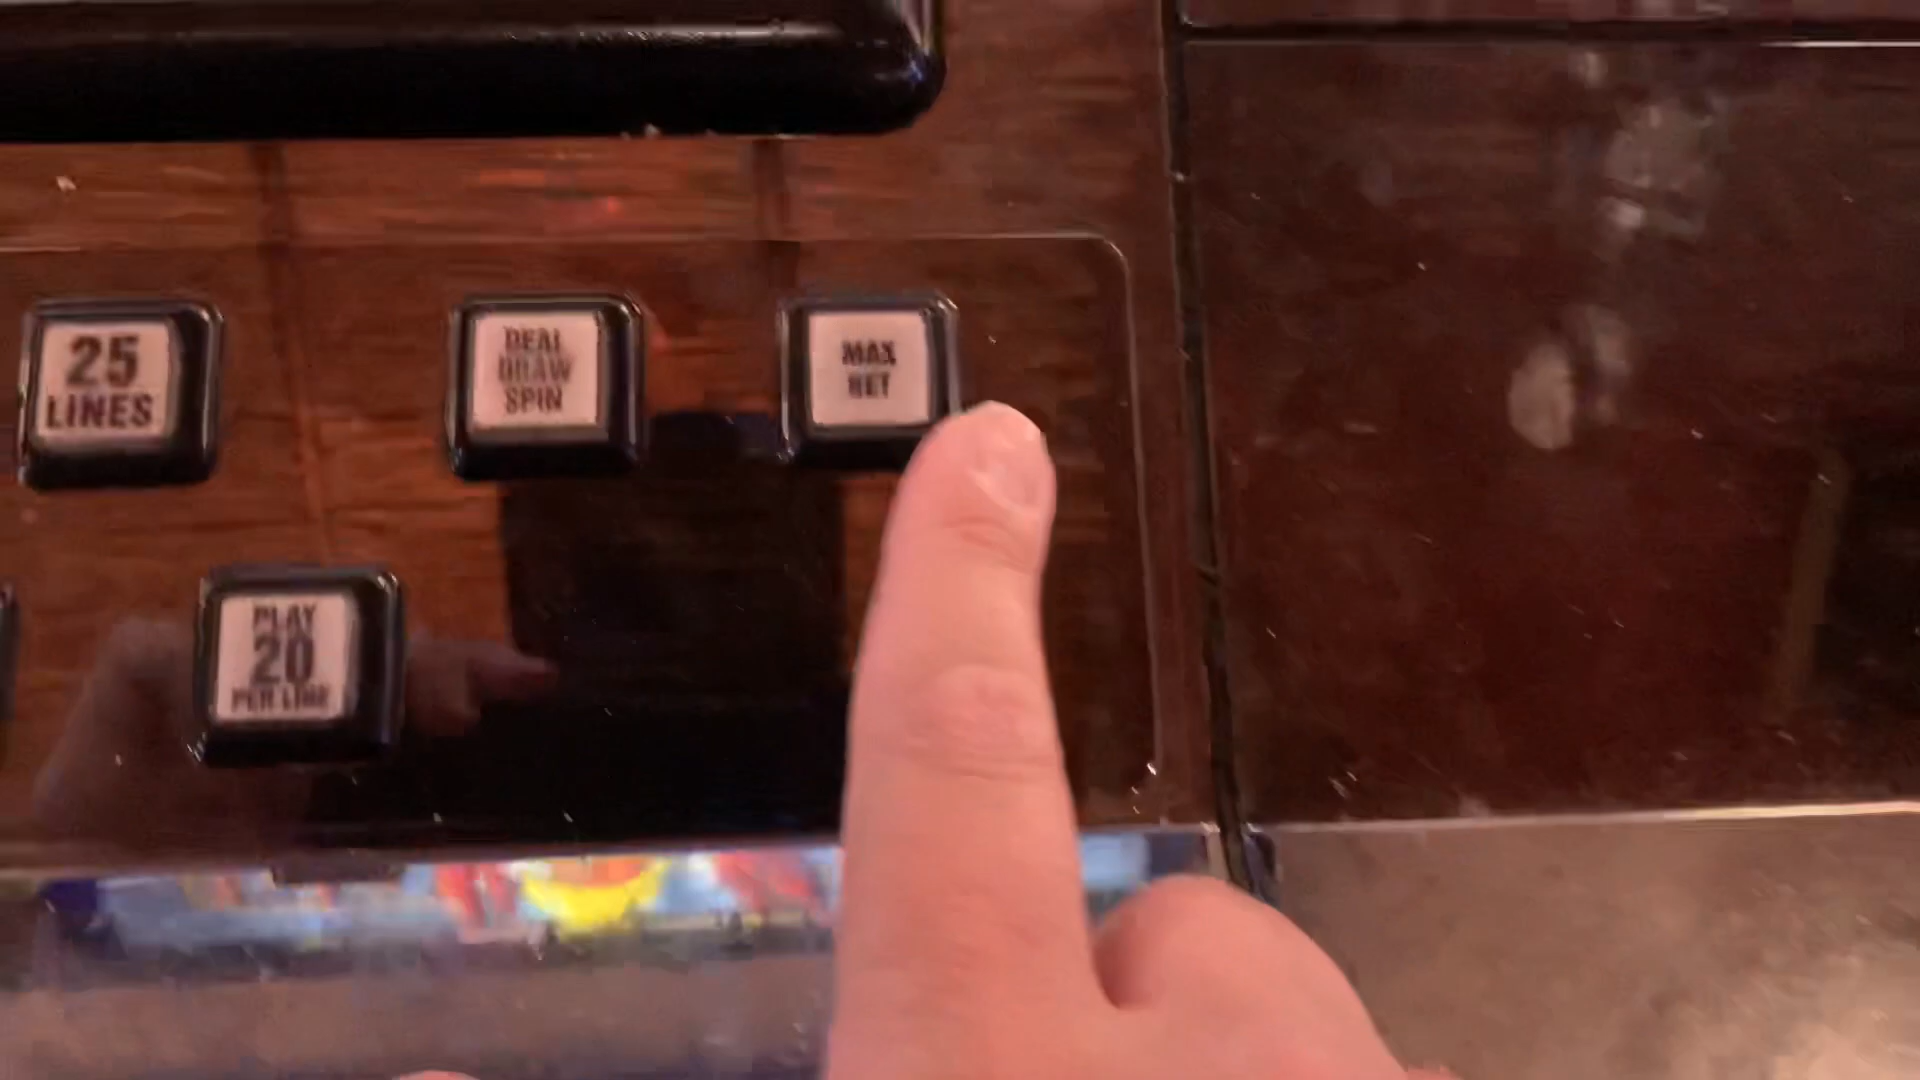 25
LINES
DEAL
DRAW
SPIN
MAX
BET
PLAY
20
PER LINE